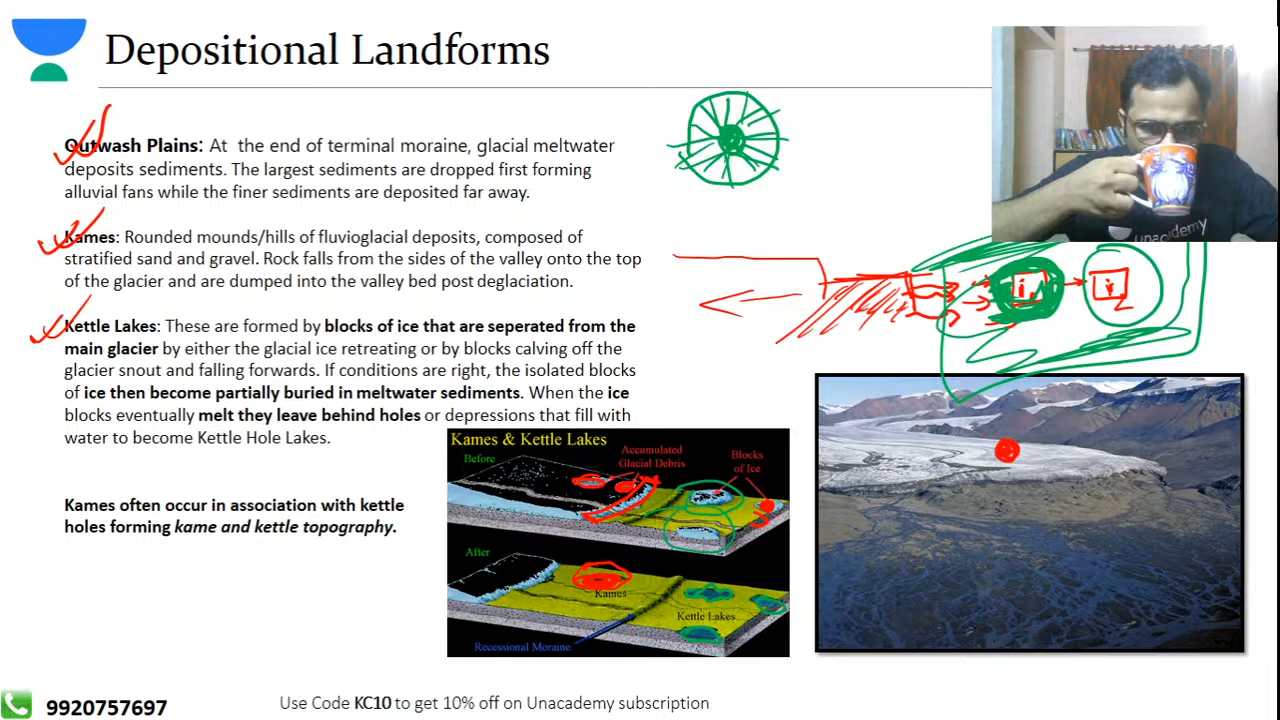 Depositional Landforms
Outwash Plains: At the end of terminal moraine, glacial meltwater
deposits sediments. The largest sediments are dropped first forming
alluvial fans while the finer sediments are deposited far away.
Kames: Rounded mounds/hills of fluvioglacial deposits, composed of
stratified sand and gravel. Rock falls from the sides of the valley onto the top
of the glacier and are dumped into the valley bed post deglaciation.
Kettle Lakes: These are formed by blocks of ice that are seperated from the
main glacier by either the glacial ice retreating or by blocks calving off the
glacier snout and falling forwards. If conditions are right, the isolated blocks
of ice then become partially buried in meltwater sediments. When the ice
blocks eventually melt they leave behind holes or depressions that fill with
water to become Kettle Hole Lakes.
Kames often occur in association with kettle
holes forming kame and kettle topography.
Kames & Kettle Lakes
Before
Accumulated
Glacial Debris
Blocks
of Ice
After
Kames
Kettle Lakes
Recessional Moraine
unacademy
9920757697
Use Code KC10 to get 10% off on Unacademy subscription